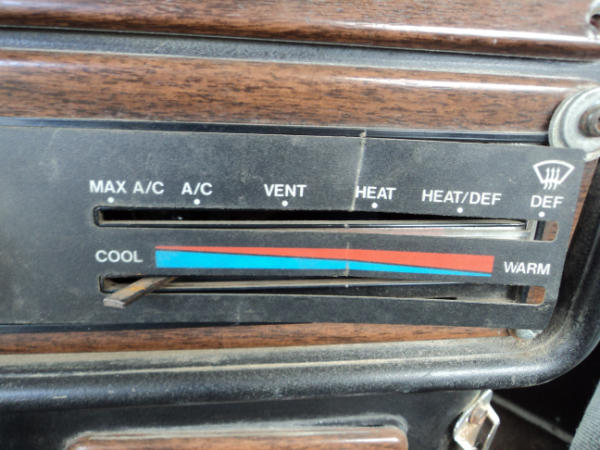 MAX A/C A/C VENT HEAT HEAT/DEF DEF
COOL WARM